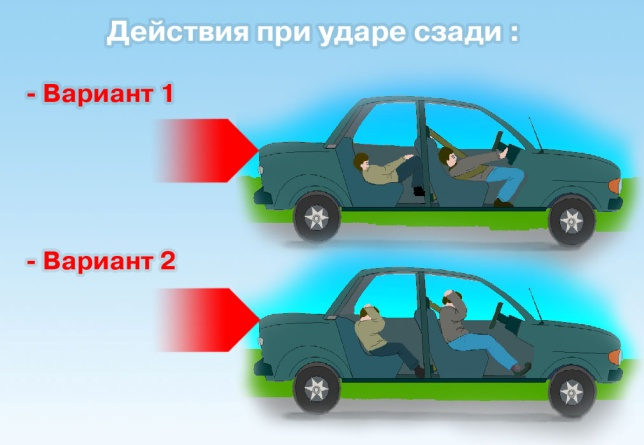 Действия при ударе сзади :
- Вариант 1
- Вариант 2